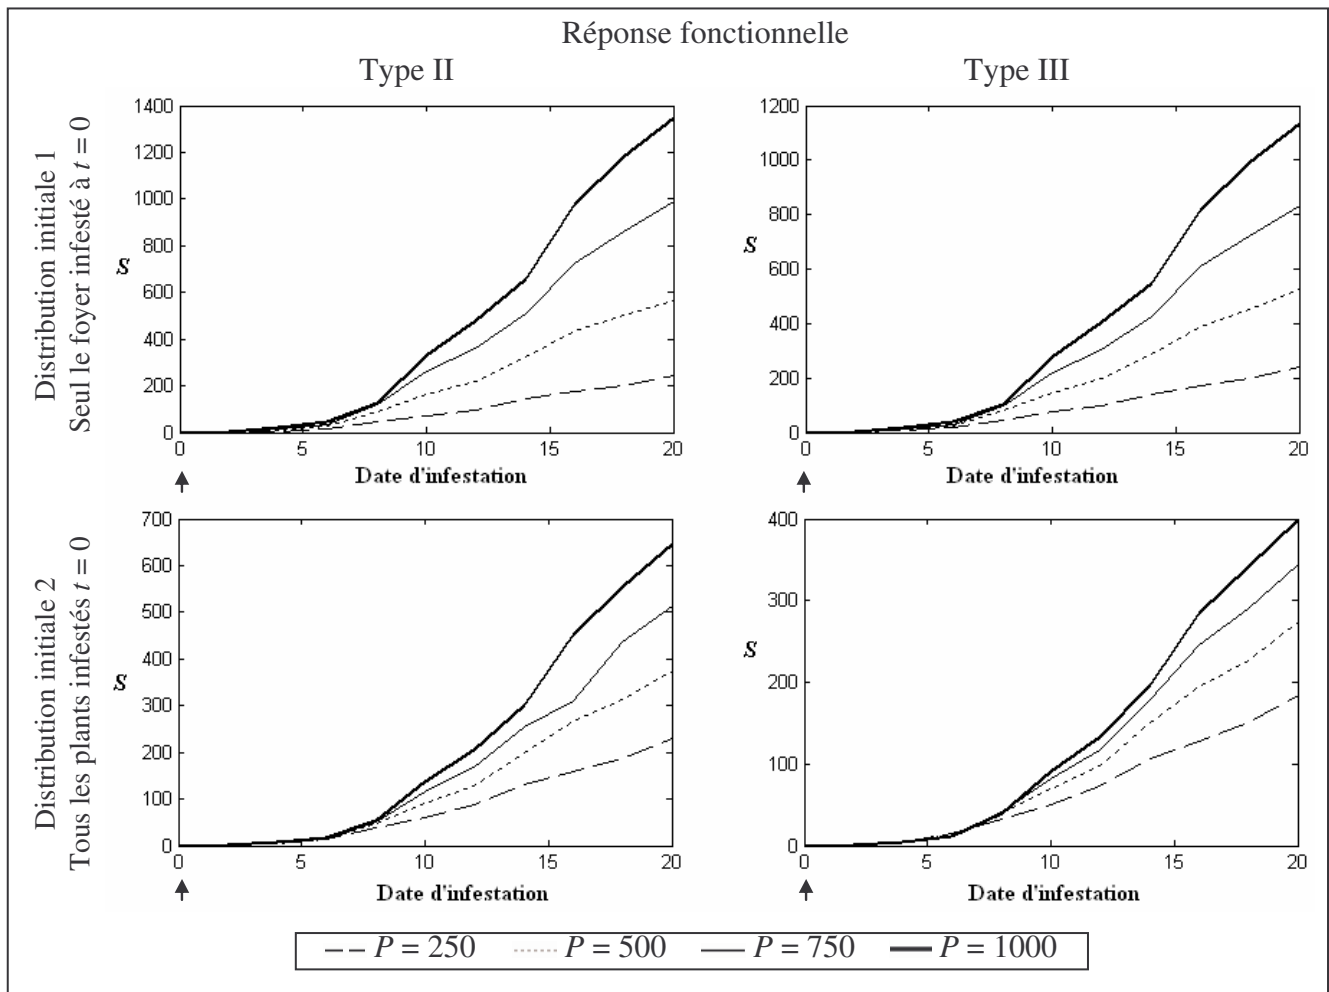 Réponse fonctionnelle
Type II
Type III
Distribution initiale 1
Seul le foyer infesté à t = 0
1400
1200
1000
800
600
400
200
0
S
0 5 10 15 20
Date d'infestation
1200
1000
800
600
400
200
0
S
0 5 10 15 20
Date d'infestation
Distribution initiale 2
Tous les plants infestés t = 0
700
600
500
400
300
200
100
0
S
0 5 10 15 20
Date d'infestation
400
300
200
100
0
S
0 5 10 15 20
Date d'infestation
P = 250 P = 500 P = 750 P = 1000